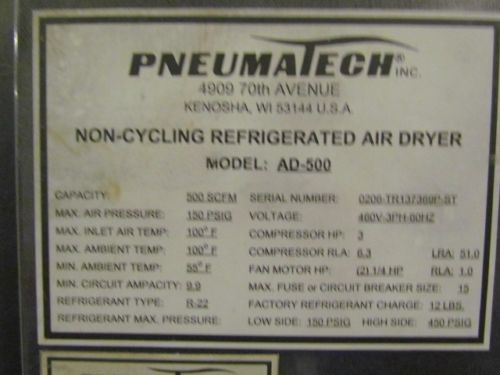 PNEUMATECH® INC.
4909 70th AVENUE
KENOSHA, WI 53144 U.S.A.
NON-CYCLING REFRIGERATED AIR DRYER
MODEL: AD-500
CAPACITY: 500 SCFM SERIAL NUMBER: 0206-TR137369P-ST
MAX. AIR PRESSURE: 150 PSIG VOLTAGE: 460V-3PH-60HZ
MAX. INLET AIR TEMP: 100° F COMPRESSOR HP: 3
MAX. AMBIENT TEMP: 100° F COMPRESSOR RLA: 6.3 LRA: 51.0
MIN. AMBIENT TEMP: 55° F FAN MOTOR HP: (2) 1/4 HP RLA: 1.0
MIN. CIRCUIT AMPACITY: 9.9 MAX. FUSE or CIRCUIT BREAKER SIZE: 15
REFRIGERANT TYPE: R-22 FACTORY REFRIGERANT CHARGE: 12 LBS.
REFRIGERANT MAX. PRESSURE: LOW SIDE: 150 PSIG HIGH SIDE: 450 PSIG
PNEUMATECH